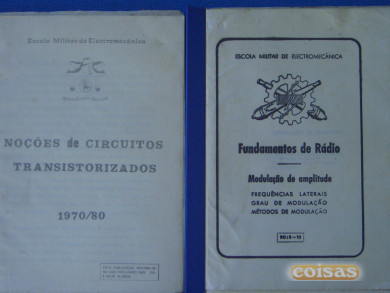 Escola Militar de Electromecânica
NOÇÕES de CIRCUITOS
TRANSISTORIZADOS
1970/80
ESCOLA MILITAR DE ELECTROMECÂNICA
Fundamentos de Rádio
Modulação de amplitude
FREQUÊNCIAS LATERAIS
GRAU DE MODULAÇÃO
MÉTODOS DE MODULAÇÃO
coisas